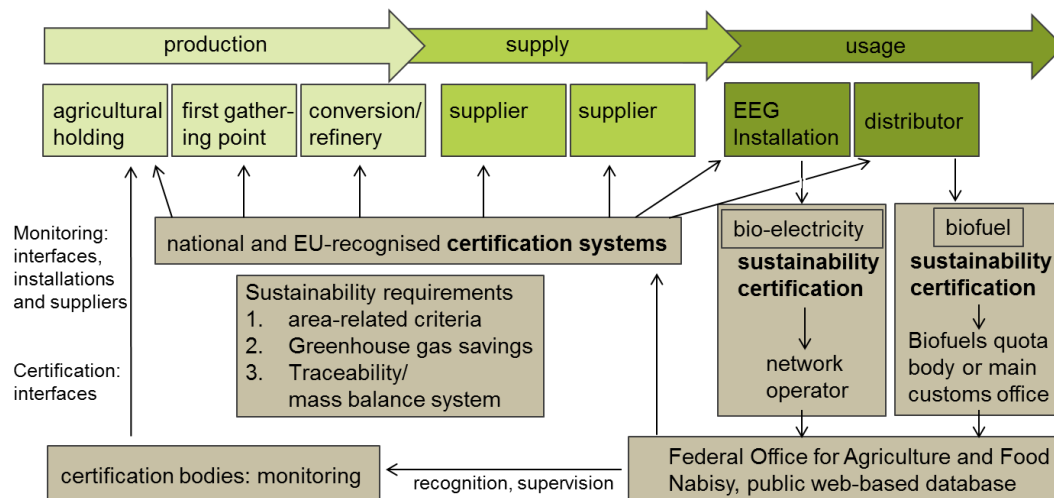 production
supply
usage
agricultural
holding
first gather-
ing point
conversion/
refinery
supplier
supplier
EEG
Installation
distributor
Monitoring:
interfaces,
installations
and suppliers
national and EU-recognised certification systems
bio-electricity
sustainability
certification
network
operator
biofuel
sustainability
certification
Biofuels quota
body or main
customs office
Sustainability requirements
1. area-related criteria
2. Greenhouse gas savings
3. Traceability/
mass balance system
Certification:
interfaces
certification bodies: monitoring
recognition, supervision
Federal Office for Agriculture and Food
Nabisy, public web-based database